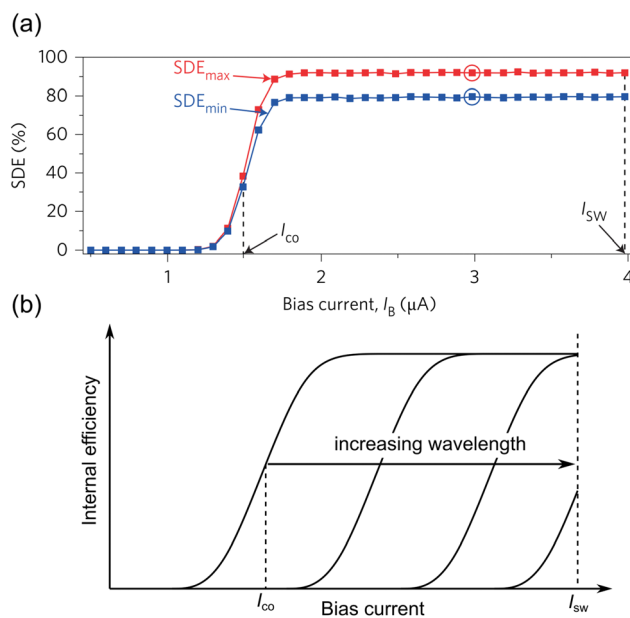 (a)
100
80
60
40
20
0
SDE (%)
SDEmax
SDEmin
Ico
ISW
1
2
3
4
Bias current, IB (μA)
(b)
Internal efficiency
increasing wavelength
Ico
Bias current
Isw